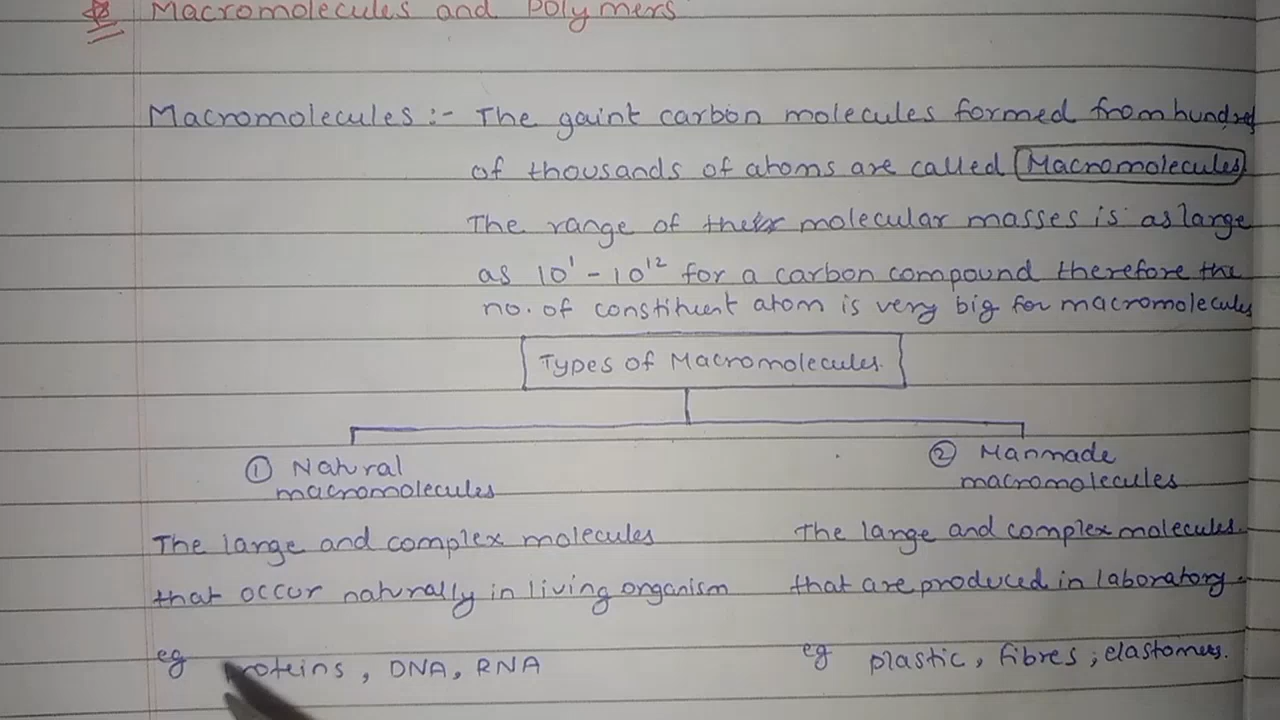 Macromolecules and Polymers
Macromolecules :- The gaint carbon molecules formed from hundred
of thousands of atoms are called Macromolecules
The range of their molecular masses is as large
as 10¹ - 10¹² for a carbon compound therefore the
no. of constituent atom is very big for macromolecules
Types of Macromolecules
① Natural
macromolecules
The large and complex molecules
that occur naturally in living organism
eg proteins, DNA, RNA
② Manmade
macromolecules
The large and complex molecules
that are produced in laboratory.
eg plastic, fibres, elastomers.